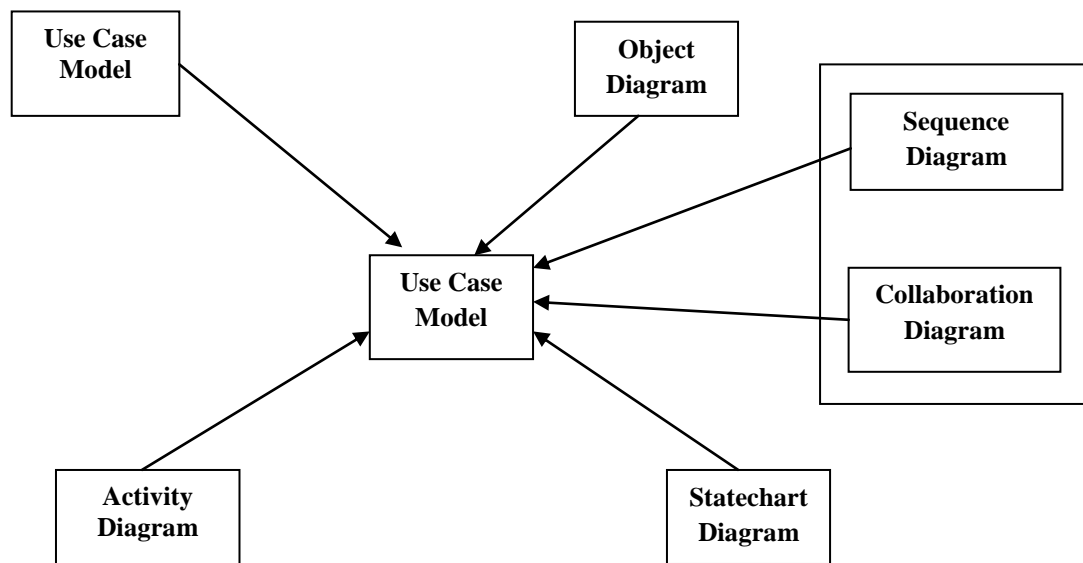 Use Case
Model
Object
Diagram
Sequence
Diagram
Use Case
Model
Collaboration
Diagram
Activity
Diagram
Statechart
Diagram